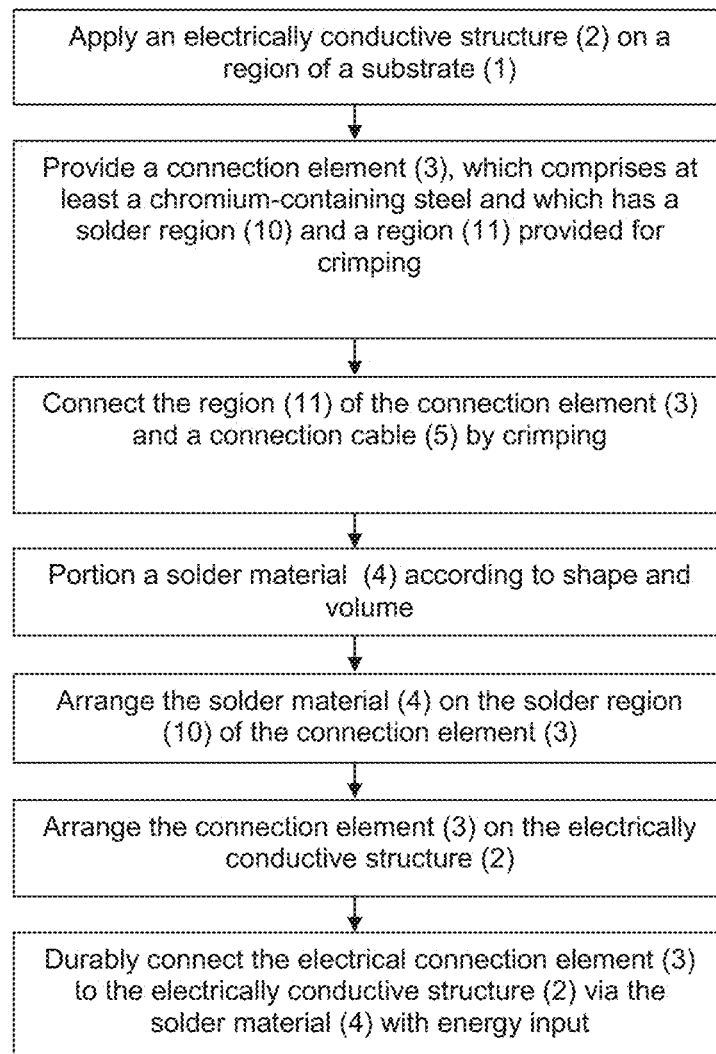 Apply an electrically conductive structure (2) on a
region of a substrate (1)
Provide a connection element (3), which comprises at
least a chromium-containing steel and which has a
solder region (10) and a region (11) provided for
crimping
Connect the region (11) of the connection element (3)
and a connection cable (5) by crimping
Portion a solder material (4) according to shape and
volume
Arrange the solder material (4) on the solder region
(10) of the connection element (3)
Arrange the connection element (3) on the electrically
conductive structure (2)
Durably connect the electrical connection element (3)
to the electrically conductive structure (2) via the
solder material (4) with energy input